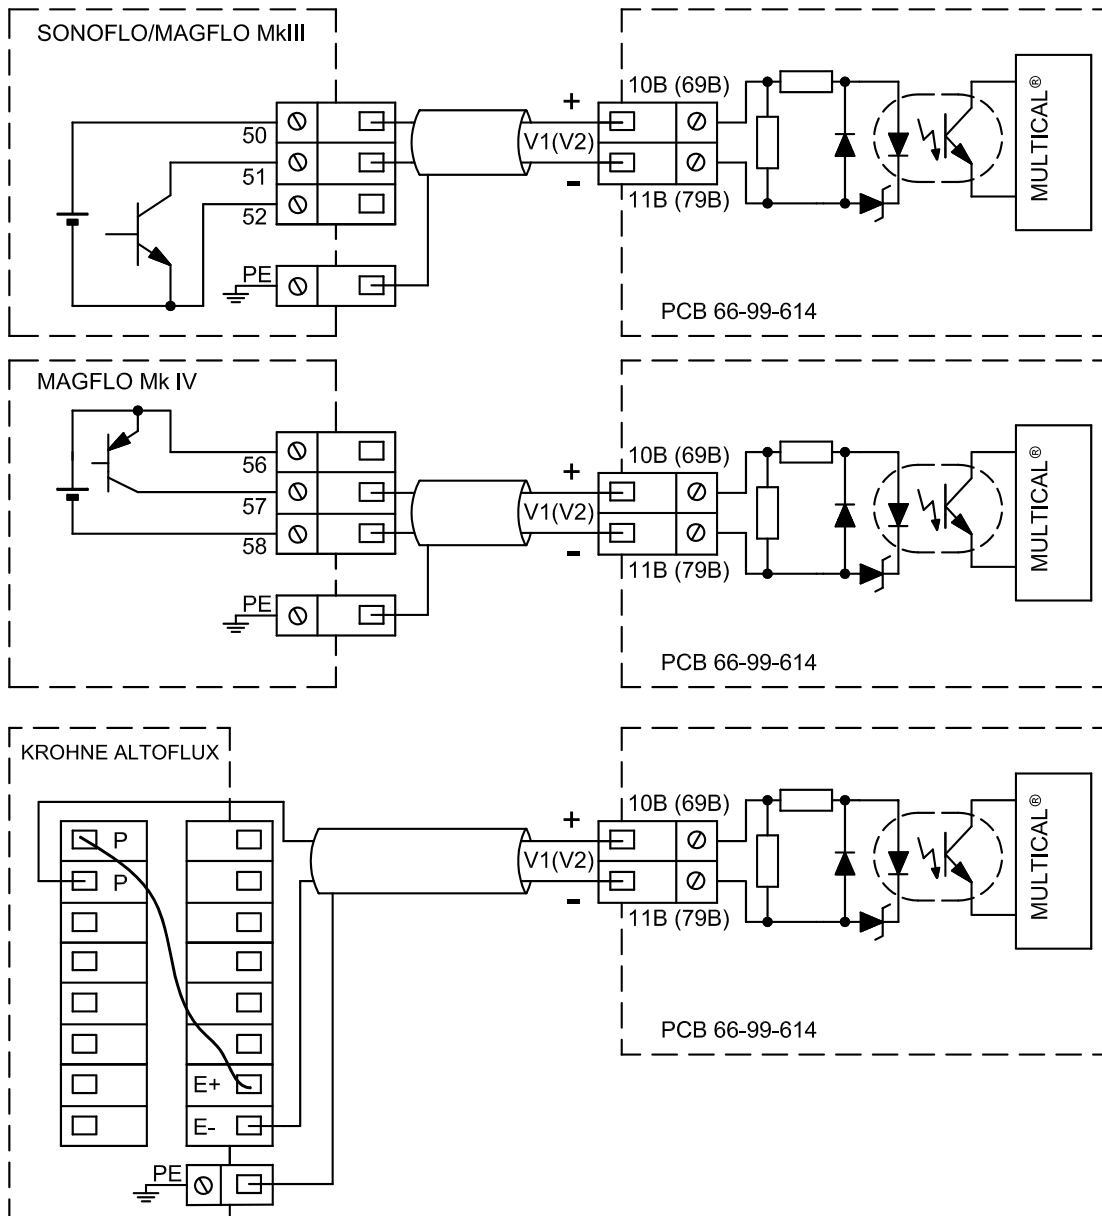 SONOFLO/MAGFLO MkIII
50
51
52
PE
+
V1(V2)
-
10B (69B)
11B (79B)
MULTICAL®
PCB 66-99-614
MAGFLO Mk IV
56
57
58
PE
+
V1(V2)
-
10B (69B)
11B (79B)
MULTICAL®
PCB 66-99-614
KROHNE ALTOFLUX
P
P
E+
E-
PE
+
V1(V2)
-
10B (69B)
11B (79B)
MULTICAL®
PCB 66-99-614